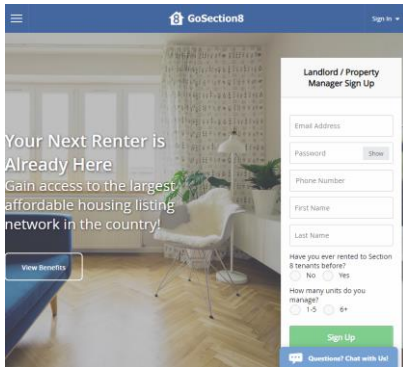 GoSection8
Sign In
Your Next Renter is
Already Here
Gain access to the largest
affordable housing listing
network in the country!
View Benefits
Landlord / Property
Manager Sign Up
Email Address
Password
Show
Phone Number
First Name
Last Name
Have you ever rented to Section
8 tenants before?
No Yes
How many units do you
manage?
1-5 6+
Sign Up
Questions? Chat with Us!